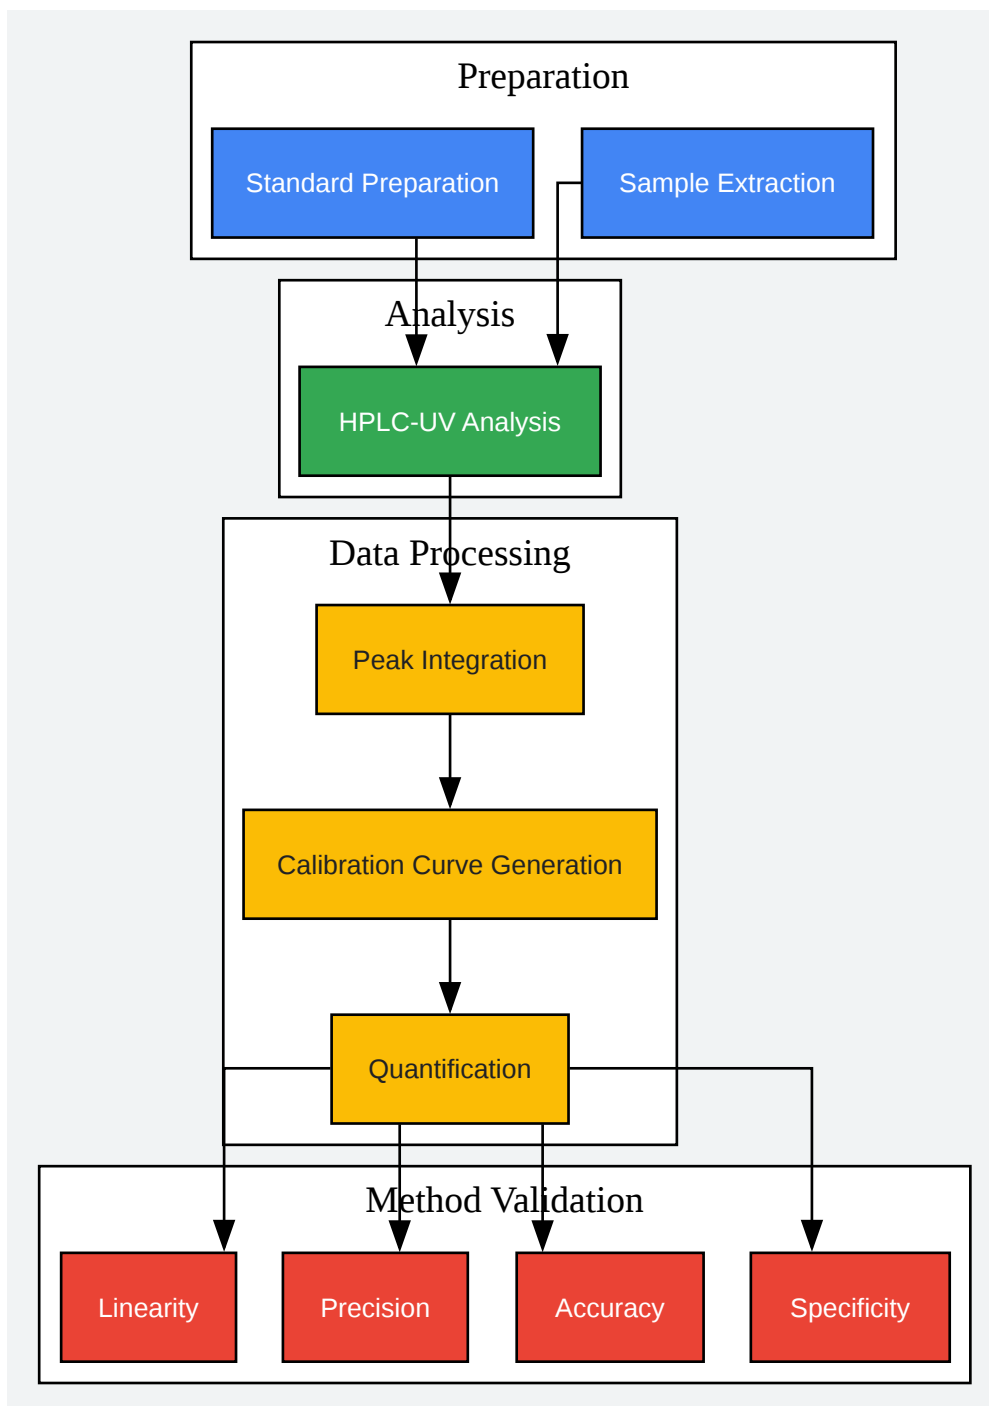 Preparation
Standard Preparation
Sample Extraction
Analysis
HPLC-UV Analysis
Data Processing
Peak Integration
Calibration Curve Generation
Quantification
Method Validation
Linearity
Precision
Accuracy
Specificity